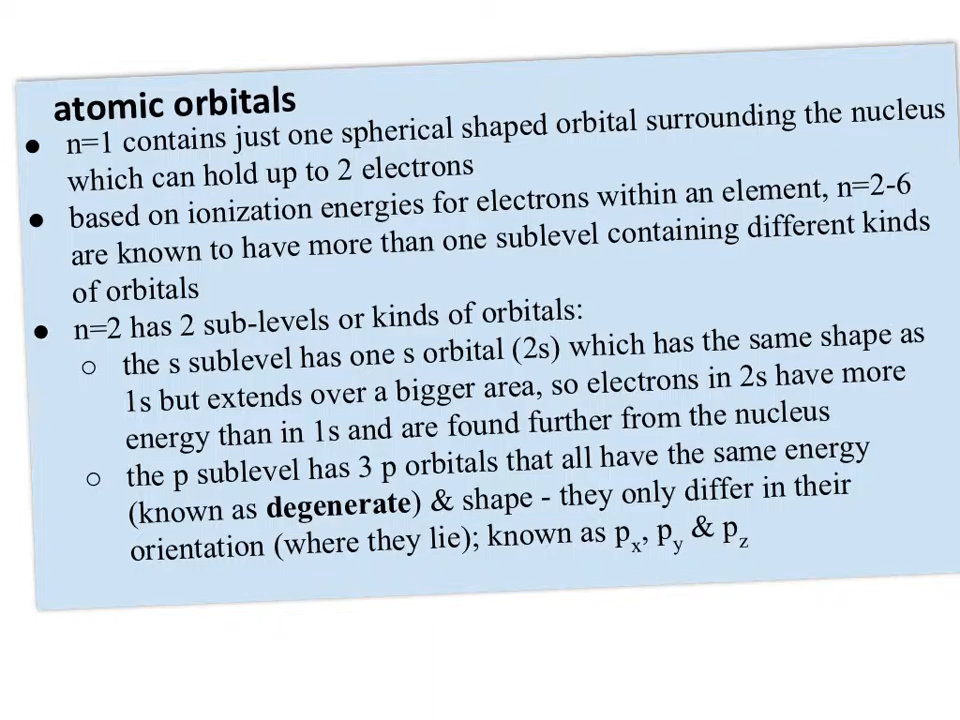 atomic orbitals
● n=1 contains just one spherical shaped orbital surrounding the nucleus
which can hold up to 2 electrons
● based on ionization energies for electrons within an element, n=2-6
are known to have more than one sublevel containing different kinds
of orbitals
● n=2 has 2 sub-levels or kinds of orbitals:
○ the s sublevel has one s orbital (2s) which has the same shape as
1s but extends over a bigger area, so electrons in 2s have more
energy than in 1s and are found further from the nucleus
○ the p sublevel has 3 p orbitals that all have the same energy
(known as degenerate) & shape - they only differ in their
orientation (where they lie); known as pₓ, p_y & p_z